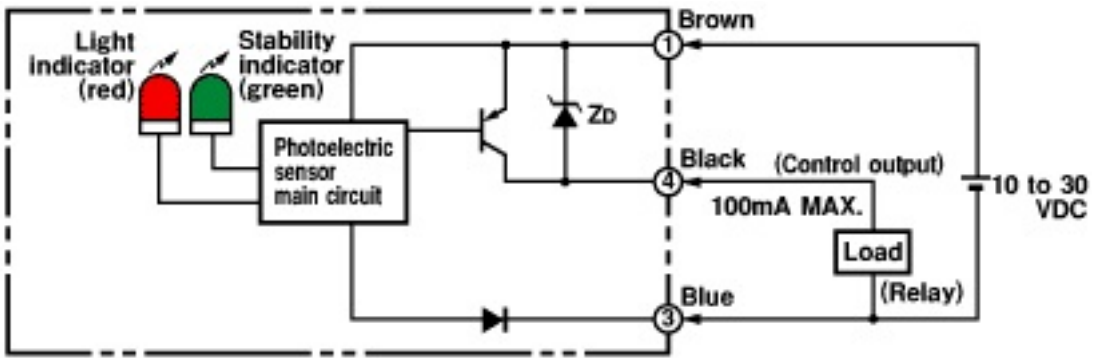 Brown
Light
indicator
(red)
Stability
indicator
(green)
1
ZD
Photoelectric
sensor
main circuit
Black
(Control output)
4
100mA MAX.
10 to 30
VDC
Load
(Relay)
Blue
3